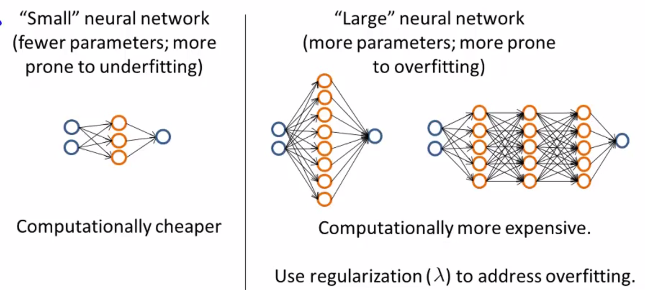 “Small” neural network
(fewer parameters; more
prone to underfitting)
Computationally cheaper
“Large” neural network
(more parameters; more prone
to overfitting)
Computationally more expensive.
Use regularization (λ) to address overfitting.